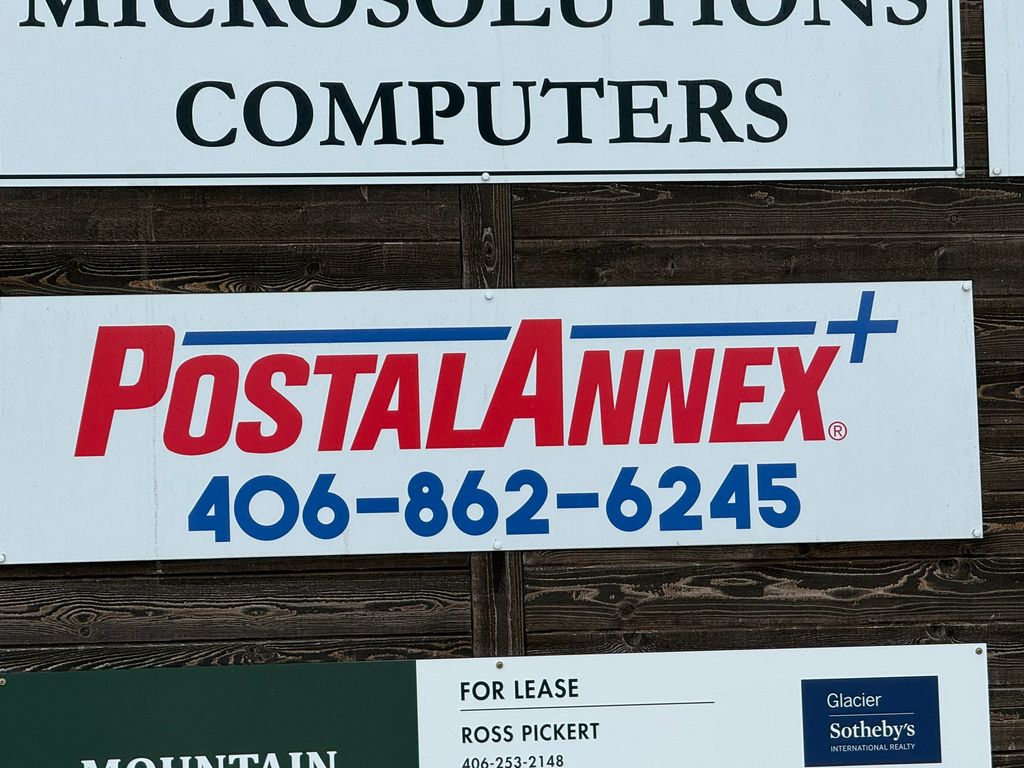 MICROSOLUTIONS
COMPUTERS
POSTALANNEX+®
406-862-6245
FOR LEASE
ROSS PICKERT
406-253-2148
MOUNTAIN
Glacier
Sotheby's
INTERNATIONAL REALTY